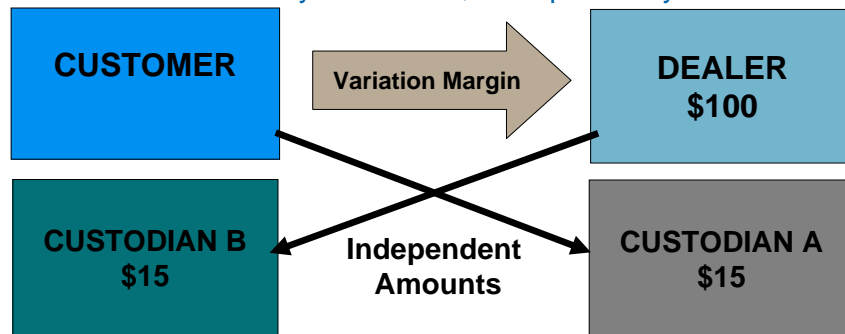 CUSTOMER
Variation Margin
DEALER
$100
CUSTODIAN B
$15
Independent
Amounts
CUSTODIAN A
$15